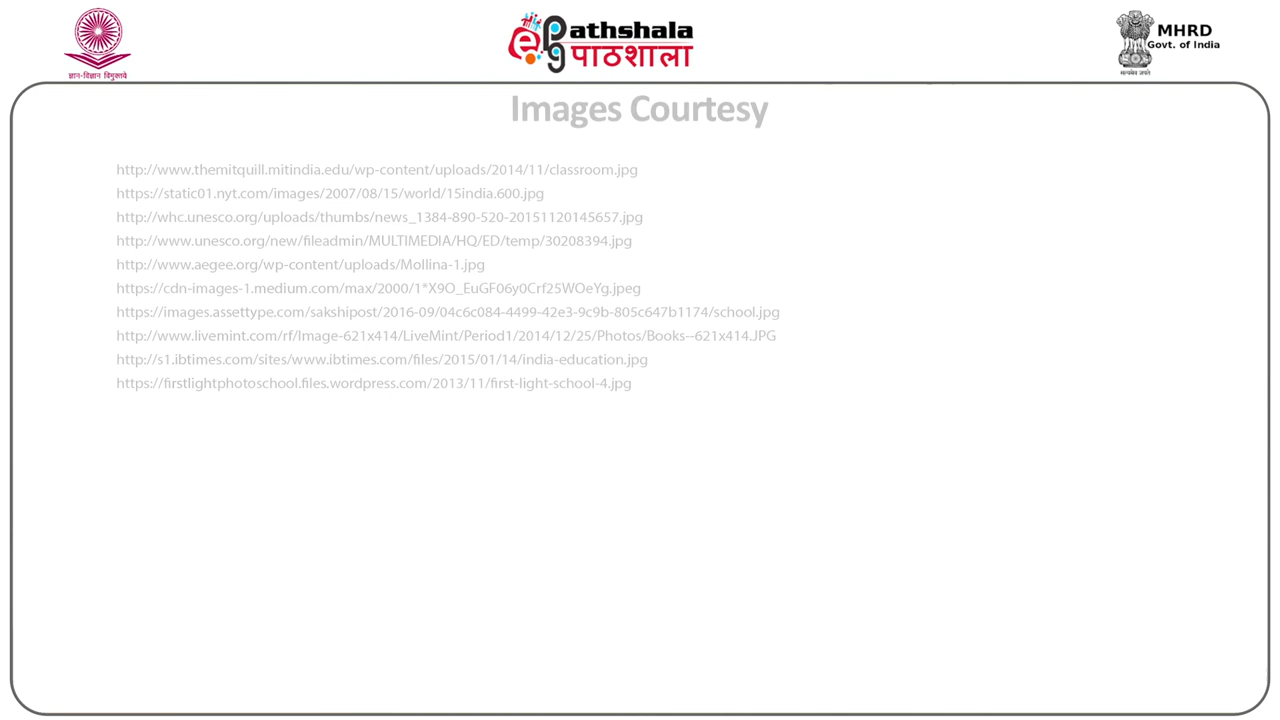 ज्ञान-विज्ञान विमुक्तये
epg Pathshala
पाठशाला
MHRD
Govt. of India
सत्यमेव जयते
Images Courtesy
http://www.themitquill.mitindia.edu/wp-content/uploads/2014/11/classroom.jpg
https://static01.nyt.com/images/2007/08/15/world/15india.600.jpg
http://whc.unesco.org/uploads/thumbs/news_1384-890-520-20151120145657.jpg
http://www.unesco.org/new/fileadmin/MULTIMEDIA/HQ/ED/temp/30208394.jpg
http://www.aegee.org/wp-content/uploads/Mollina-1.jpg
https://cdn-images-1.medium.com/max/2000/1*X9O_EuGF06y0Crf25WOeYg.jpeg
https://images.assettype.com/sakshipost/2016-09/04c6c084-4499-42e3-9c9b-805c647b1174/school.jpg
http://www.livemint.com/rf/Image-621x414/LiveMint/Period1/2014/12/25/Photos/Books--621x414.JPG
http://s1.ibtimes.com/sites/www.ibtimes.com/files/2015/01/14/india-education.jpg
https://firstlightphotoschool.files.wordpress.com/2013/11/first-light-school-4.jpg